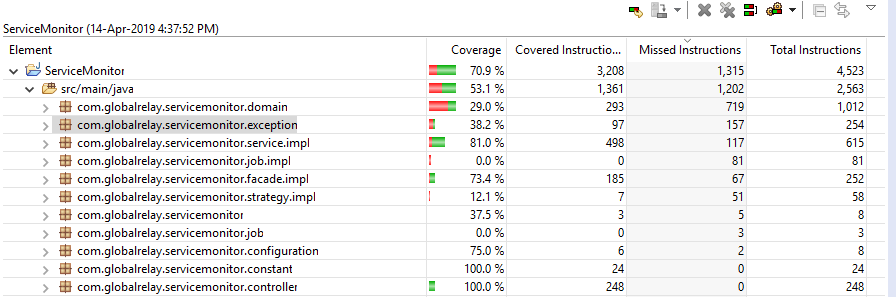 ServiceMonitor (14-Apr-2019 4:37:52 PM)
Element Coverage Covered Instructio... Missed Instructions Total Instructions
ServiceMonitor 70.9 % 3,208 1,315 4,523
src/main/java 53.1 % 1,361 1,202 2,563
com.globalrelay.servicemonitor.domain 29.0 % 293 719 1,012
com.globalrelay.servicemonitor.exception 38.2 % 97 157 254
com.globalrelay.servicemonitor.service.impl 81.0 % 498 117 615
com.globalrelay.servicemonitor.job.impl 0.0 % 0 81 81
com.globalrelay.servicemonitor.facade.impl 73.4 % 185 67 252
com.globalrelay.servicemonitor.strategy.impl 12.1 % 7 51 58
com.globalrelay.servicemonitor 37.5 % 3 5 8
com.globalrelay.servicemonitor.job 0.0 % 0 3 3
com.globalrelay.servicemonitor.configuration 75.0 % 6 2 8
com.globalrelay.servicemonitor.constant 100.0 % 24 0 24
com.globalrelay.servicemonitor.controller 100.0 % 248 0 248